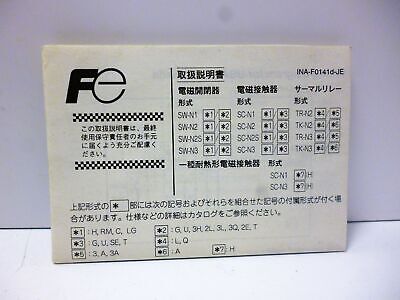 INA-F0141d-JE
Fe
この取扱説明書は、最終
使用保守責任者のお手元
に届くよう充分ご配慮く
ださい。
取扱説明書
電磁開閉器 電磁接触器 サーマルリレー
形式 形式 形式
SW-N1 *1 *2 SC-N1 *1 *2 TR-N2 *4 *5
SW-N2 *1 *2 SC-N2 *1 *2 TK-N2 *4 *5
SW-N2S *1 *2 SC-N2S *1 *2 TR-N3 *4 *5
SW-N3 *1 *2 SC-N3 *1 *2 TK-N3 *4 *5
一種耐熱形電磁接触器 形式
SC-N1 *7H
SC-N3 *7H
上記形式の * 部には次の記号およびそれらを組合せた記号の付属形式が付く場
合があります。仕様などの詳細はカタログをご参照ください。
*1 : H, RM, C, LG *2 : G, U, 3H, 2L, 3L, 3Q, 2E, T
*3 : G, U, SE, T *4 : L, Q
*5 : 3, A, 3A *6 : A *7 : H